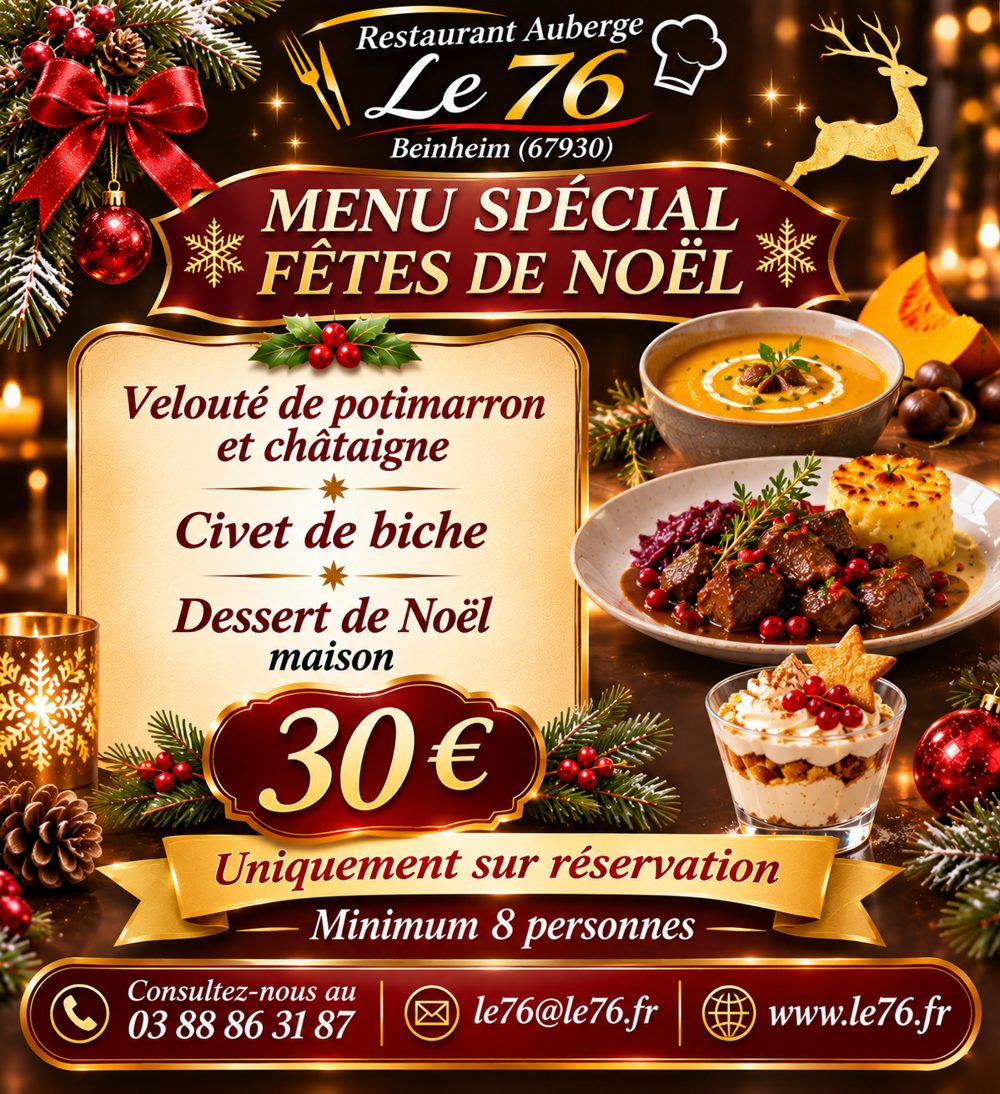 Restaurant Auberge
Le 76
Beinheim (67930)
MENU SPÉCIAL
FÊTES DE NOËL
Velouté de potimarron
et châtaigne
Civet de biche
Dessert de Noël
maison
30 €
Uniquement sur réservation
Minimum 8 personnes
Consultez-nous au
03 88 86 31 87
le76@le76.fr
www.le76.fr